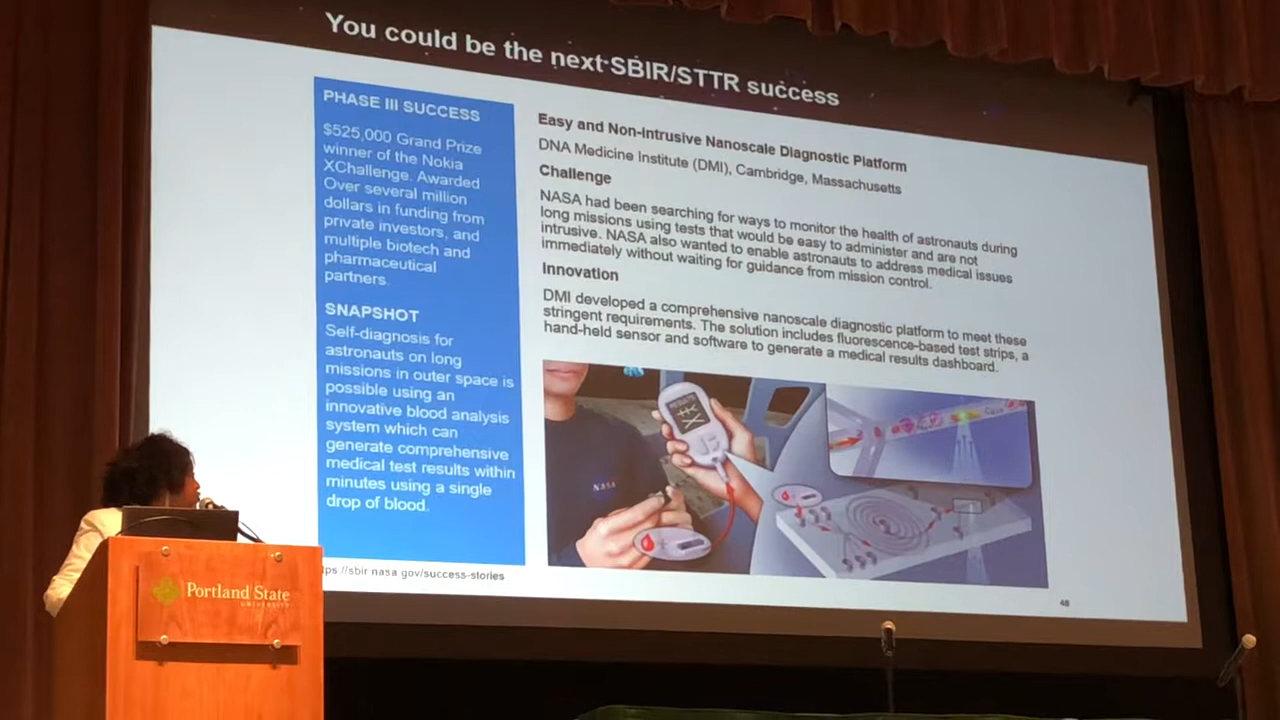 You could be the next SBIR/STTR success
PHASE III SUCCESS
$525,000 Grand Prize
winner of the Nokia
XChallenge. Awarded
Over several million
dollars in funding from
private investors, and
multiple biotech and
pharmaceutical
partners.
SNAPSHOT
Self-diagnosis for
astronauts on long
missions in outer space is
possible using an
innovative blood analysis
system which can
generate comprehensive
medical test results within
minutes using a single
drop of blood.
Easy and Non-Intrusive Nanoscale Diagnostic Platform
DNA Medicine Institute (DMI), Cambridge, Massachusetts
Challenge
NASA had been searching for ways to monitor the health of astronauts during
long missions using tests that would be easy to administer and are not
intrusive. NASA also wanted to enable astronauts to address medical issues
immediately without waiting for guidance from mission control.
Innovation
DMI developed a comprehensive nanoscale diagnostic platform to meet these
stringent requirements. The solution includes fluorescence-based test strips, a
hand-held sensor and software to generate a medical results dashboard.
RESULTS
NASA
tps //sbir nasa gov/success-stories
48
Portland State
UNIVERSITY